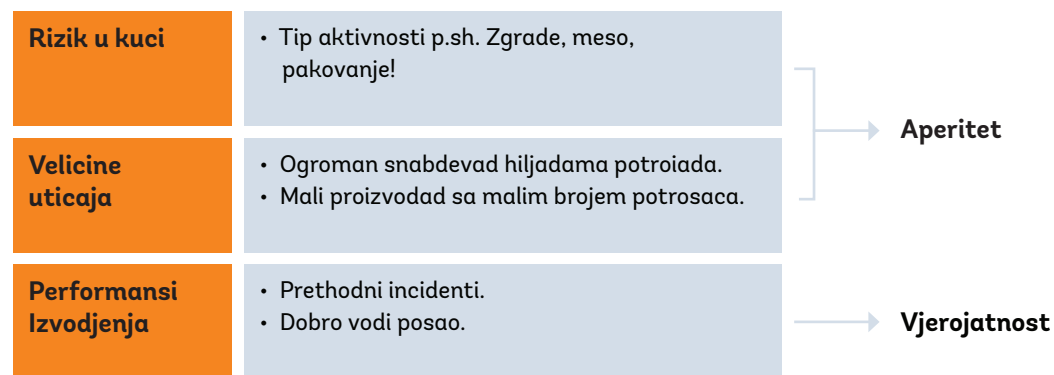 Rizik u kuci
• Tip aktivnosti p.sh. Zgrade, meso,
pakovanje!
Aperitet
Velicine
uticaja
• Ogroman snabdevad hiljadama potroiada.
• Mali proizvodad sa malim brojem potrosaca.
Performansi
Izvodjenja
• Prethodni incidenti.
• Dobro vodi posao.
Vjerojatnost